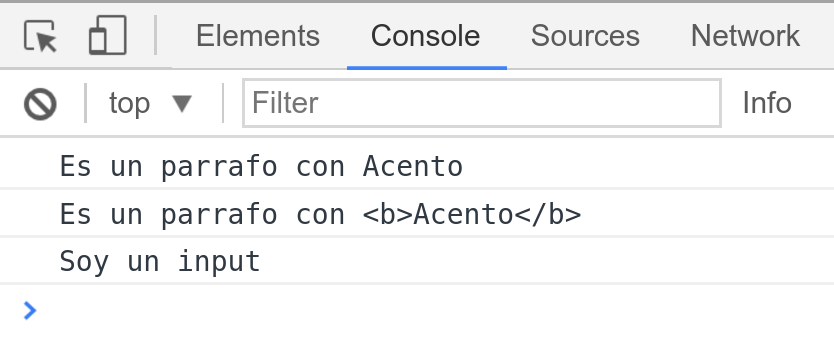 Elements Console Sources Network
top ▼ Filter Info
Es un parrafo con Acento
Es un parrafo con <b>Acento</b>
Soy un input